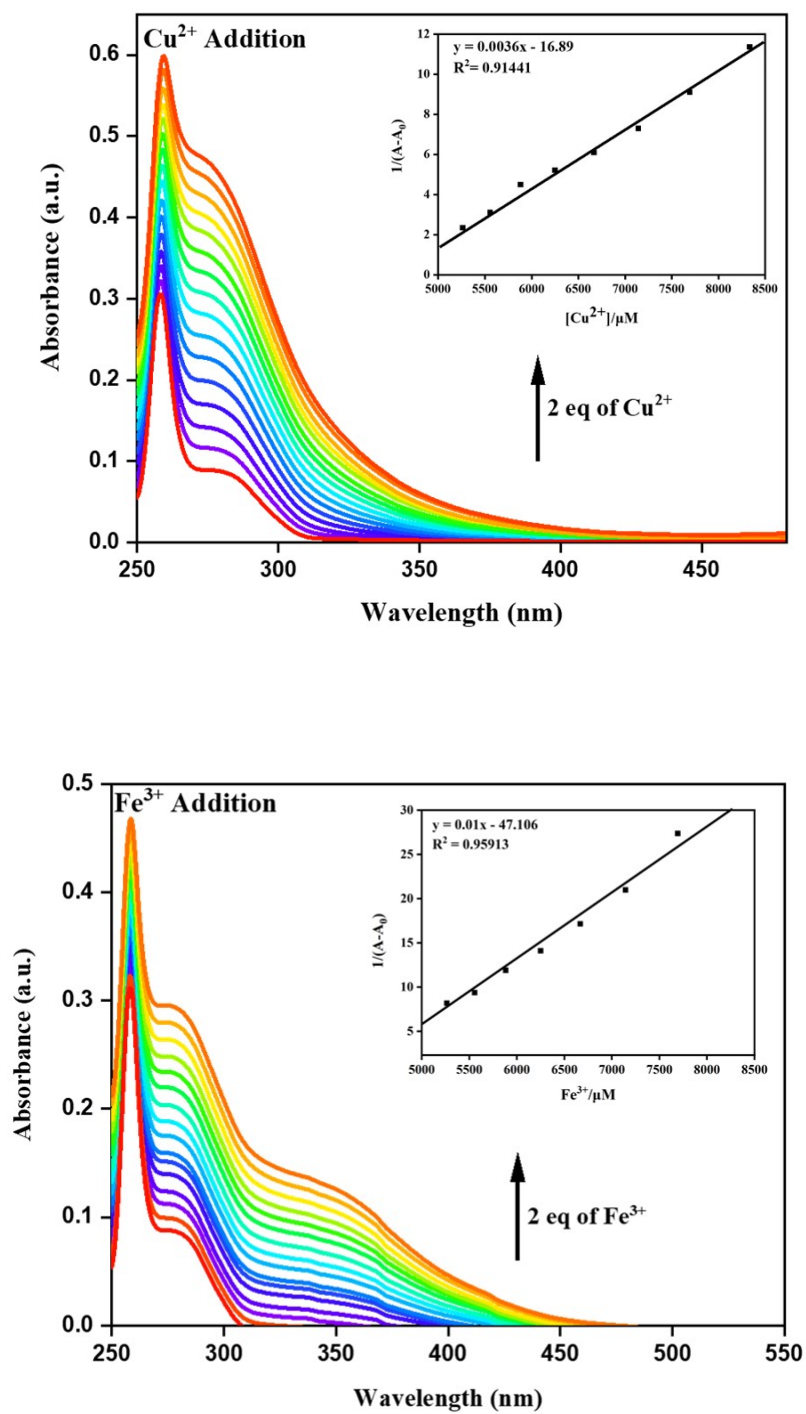 Cu²⁺ Addition
y = 0.0036x - 16.89
R²= 0.91441
12
10
8
6
4
2
0
1/(A-A₀)
5000 5500 6000 6500 7000 7500 8000 8500
[Cu²⁺]/µM
2 eq of Cu²⁺
0.6
0.5
0.4
0.3
0.2
0.1
0.0
Absorbance (a.u.)
250 300 350 400 450
Wavelength (nm)
Fe³⁺ Addition
y = 0.01x - 47.106
R² = 0.95913
30
25
20
15
10
5
1/(A-A₀)
5000 5500 6000 6500 7000 7500 8000 8500
Fe³⁺/µM
2 eq of Fe³⁺
0.5
0.4
0.3
0.2
0.1
0.0
Absorbance (a.u.)
250 300 350 400 450 500 550
Wavelength (nm)